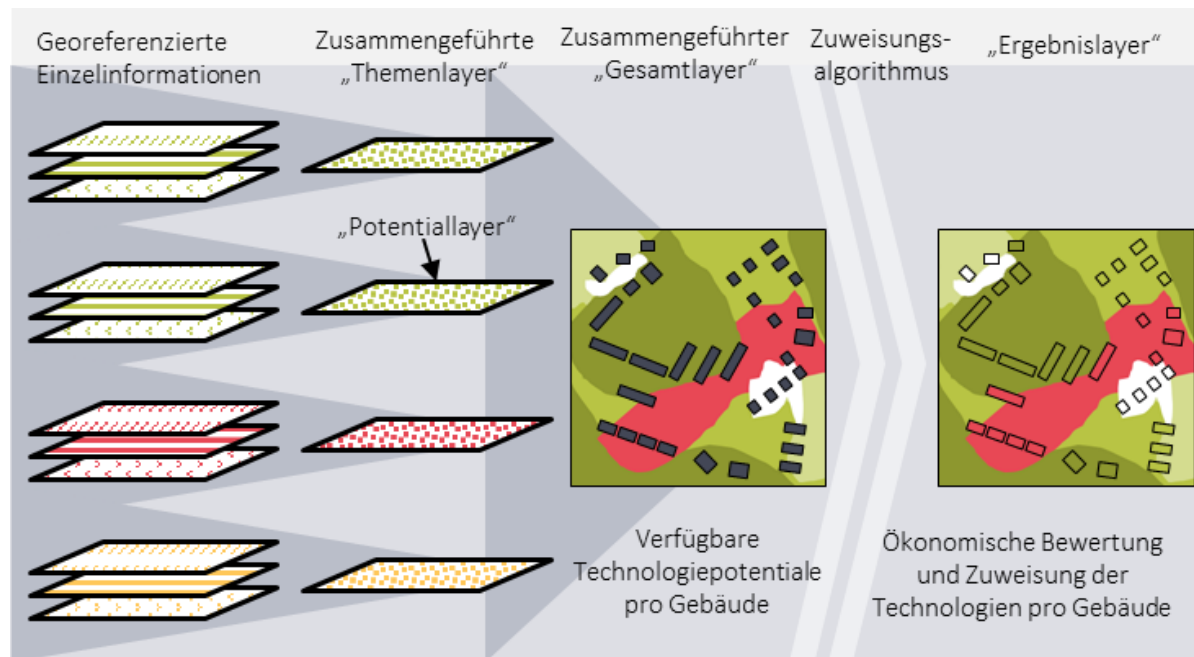 Georeferenzierte
Einzelinformationen
Zusammengeführte
„Themenlayer“
Zusammengeführter
„Gesamtlayer“
Zuweisungs-
algorithmus
„Ergebnislayer“
„Potentiallayer“
Verfügbare
Technologiepotentiale
pro Gebäude
Ökonomische Bewertung
und Zuweisung der
Technologien pro Gebäude